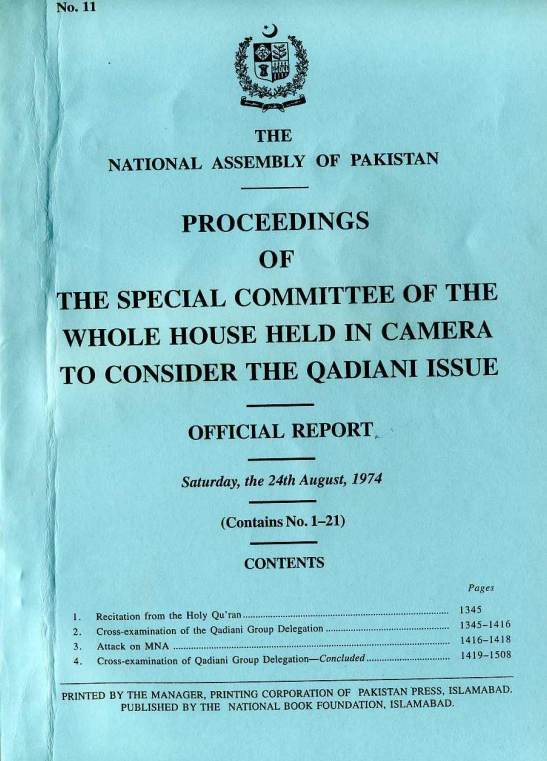 No. 11
THE
NATIONAL ASSEMBLY OF PAKISTAN
PROCEEDINGS
OF
THE SPECIAL COMMITTEE OF THE
WHOLE HOUSE HELD IN CAMERA
TO CONSIDER THE QADIANI ISSUE
OFFICIAL REPORT
Saturday, the 24th August, 1974
(Contains No. 1–21)
CONTENTS
Pages
1. Recitation from the Holy Qu'ran ........ 1345
2. Cross-examination of the Qadiani Group Delegation ........ 1345–1416
3. Attack on MNA ........ 1416–1418
4. Cross-examination of Qadiani Group Delegation—Concluded ........ 1419–1508
PRINTED BY THE MANAGER, PRINTING CORPORATION OF PAKISTAN PRESS, ISLAMABAD.
PUBLISHED BY THE NATIONAL BOOK FOUNDATION, ISLAMABAD.